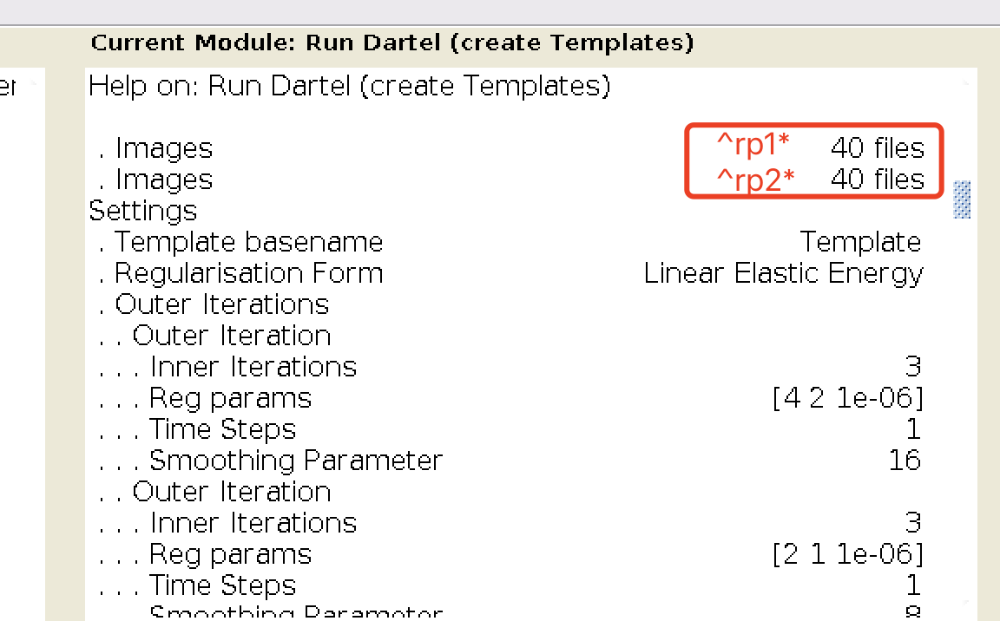 Current Module: Run Dartel (create Templates)
Help on: Run Dartel (create Templates)
. Images ^rp1* 40 files
. Images ^rp2* 40 files
Settings
. Template basename Template
. Regularisation Form Linear Elastic Energy
. Outer Iterations
. . Outer Iteration
. . . Inner Iterations 3
. . . Reg params [4 2 1e-06]
. . . Time Steps 1
. . . Smoothing Parameter 16
. . Outer Iteration
. . . Inner Iterations 3
. . . Reg params [2 1 1e-06]
. . . Time Steps 1
. . . Smoothing Parameter 8